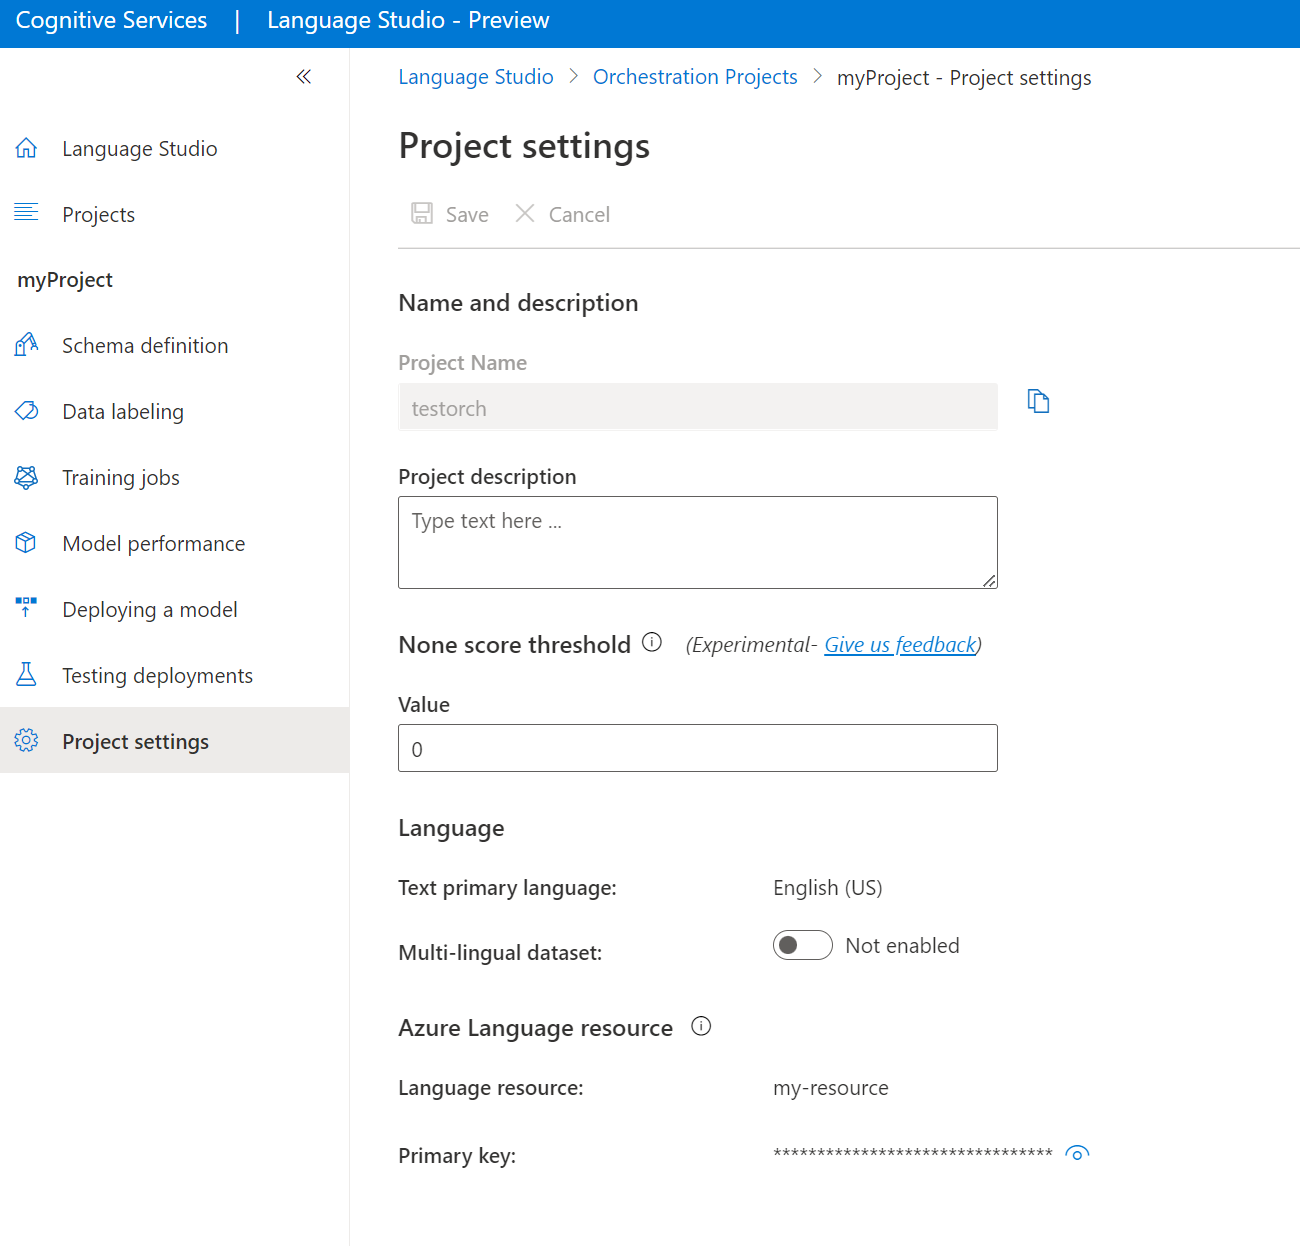 Cognitive Services | Language Studio - Preview
Language Studio > Orchestration Projects > myProject - Project settings
Language Studio
Projects
myProject
Schema definition
Data labeling
Training jobs
Model performance
Deploying a model
Testing deployments
Project settings
Project settings
Save Cancel
Name and description
Project Name
testorch
Project description
Type text here ...
None score threshold (Experimental- Give us feedback)
Value
0
Language
Text primary language: English (US)
Multi-lingual dataset: Not enabled
Azure Language resource
Language resource: my-resource
Primary key: ********************************